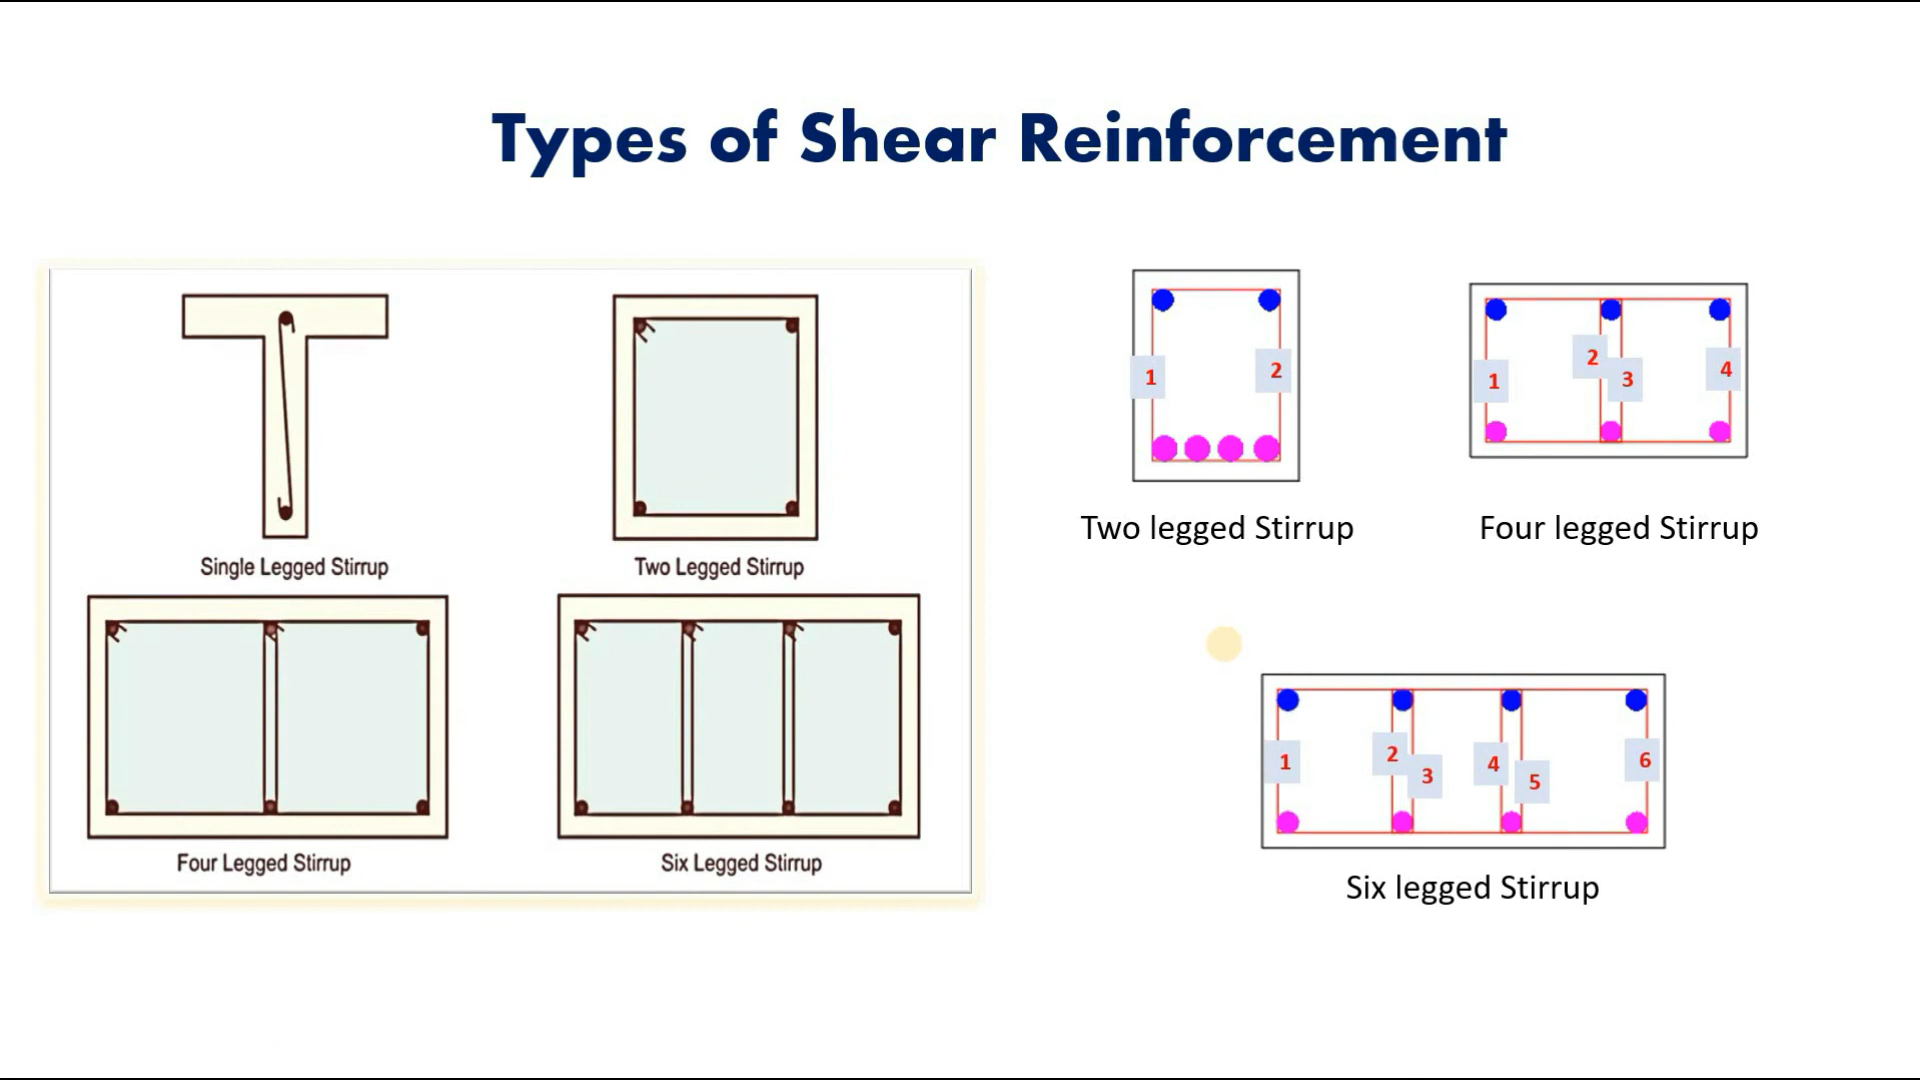 Types of Shear Reinforcement
Single Legged Stirrup
Two Legged Stirrup
Four Legged Stirrup
Six Legged Stirrup
1
2
Two legged Stirrup
1
2
3
4
Four legged Stirrup
1
2
3
4
5
6
Six legged Stirrup